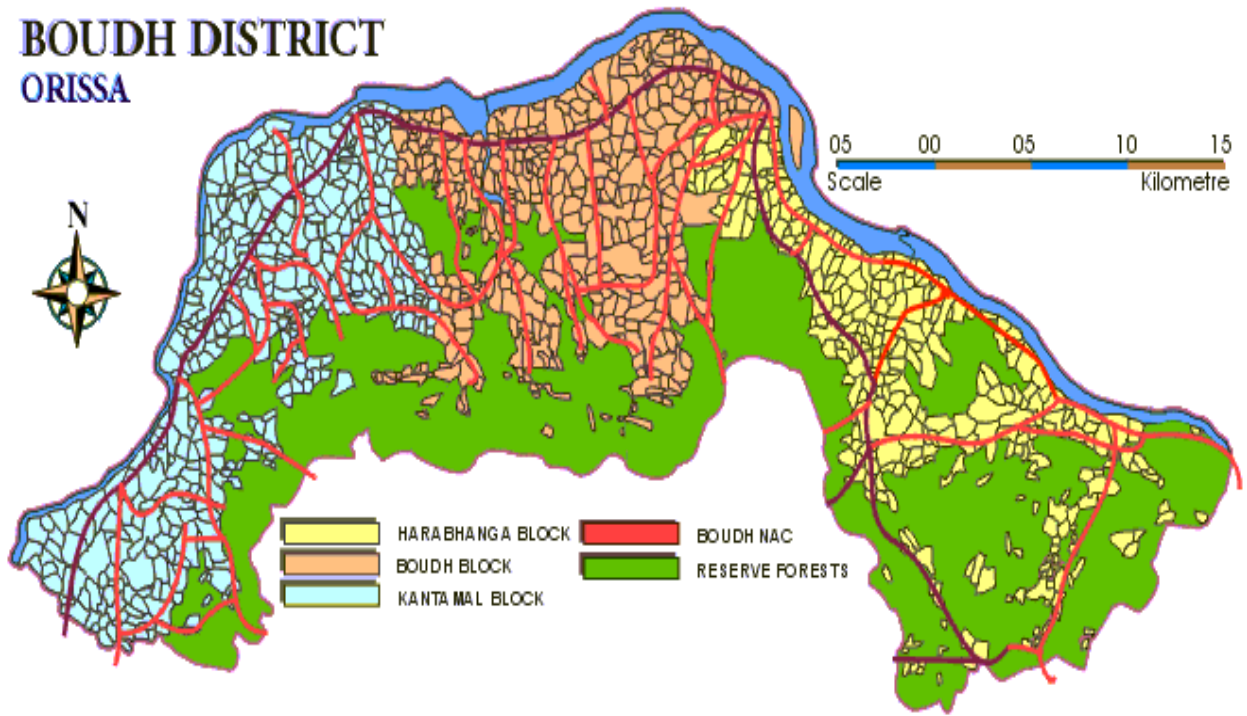 BOUDH DISTRICT
ORISSA
N
05 00 05 10 15
Scale Kilometre
HARABHANGA BLOCK
BOUDH BLOCK
KANTAMAL BLOCK
BOUDH NAC
RESERVE FORESTS